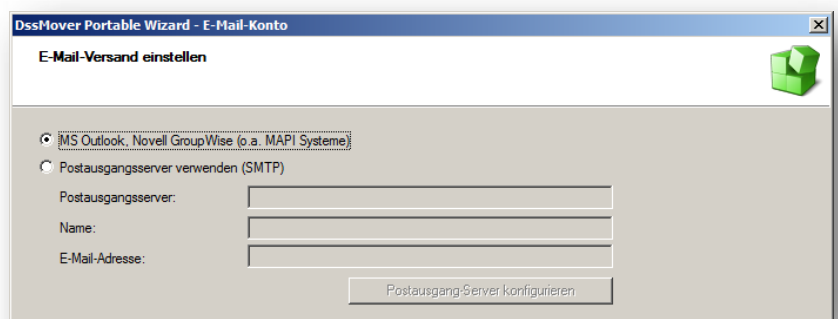 DssMover Portable Wizard - E-Mail-Konto
E-Mail-Versand einstellen
MS Outlook, Novell GroupWise (o.a. MAPI Systeme)
Postausgangsserver verwenden (SMTP)
Postausgangsserver:
Name:
E-Mail-Adresse:
Postausgang-Server konfigurieren